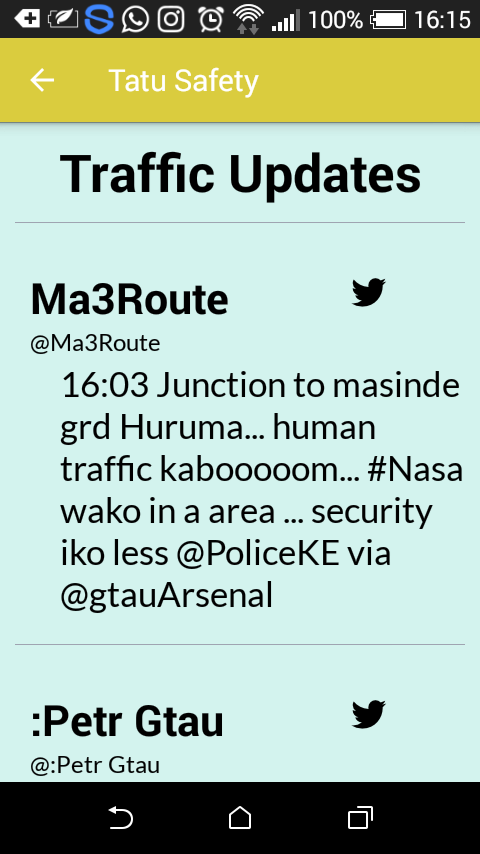 100% 16:15
Tatu Safety
Traffic Updates
Ma3Route
@Ma3Route
16:03 Junction to masinde
grd Huruma... human
traffic kabooooom... #Nasa
wako in a area ... security
iko less @PoliceKE via
@gtauArsenal
:Petr Gtau
@:Petr Gtau